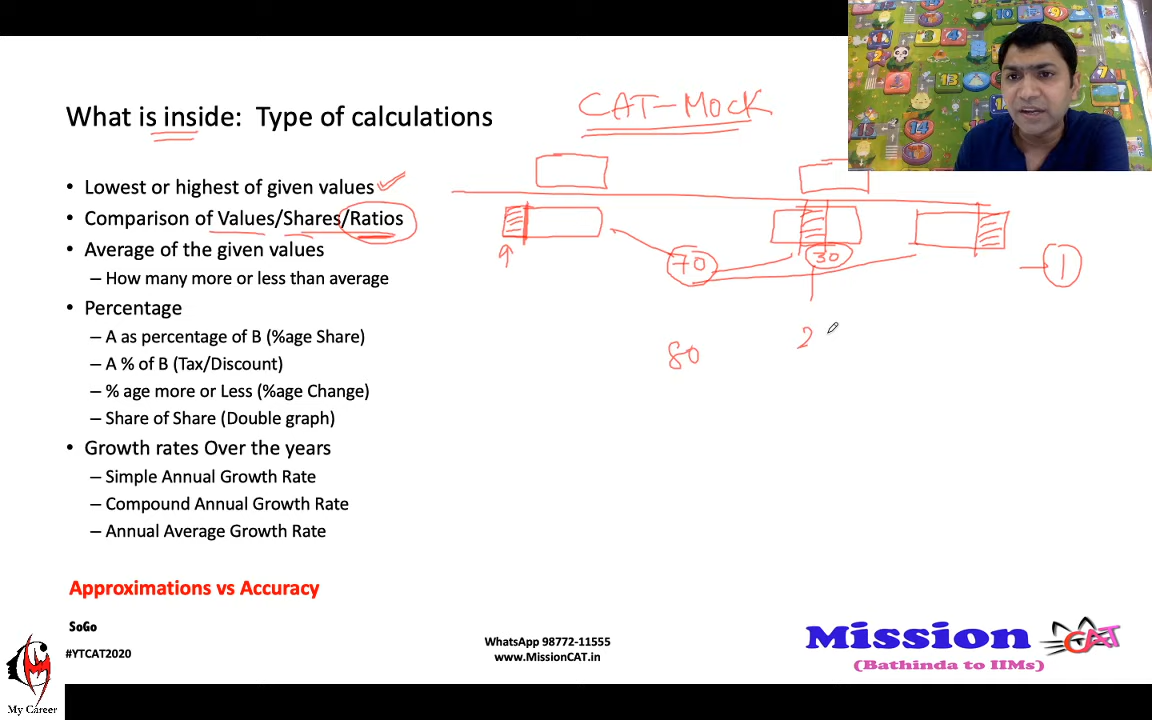 What is inside: Type of calculations
CAT-MOCK
• Lowest or highest of given values
• Comparison of Values/Shares/Ratios
• Average of the given values
– How many more or less than average
• Percentage
– A as percentage of B (%age Share)
– A % of B (Tax/Discount)
– % age more or Less (%age Change)
– Share of Share (Double graph)
• Growth rates Over the years
– Simple Annual Growth Rate
– Compound Annual Growth Rate
– Annual Average Growth Rate
70
30
1
80
2
Approximations vs Accuracy
SoGo
#YTCAT2020
My Career
WhatsApp 98772-11555
www.MissionCAT.in
Mission CAT
(Bathinda to IIMs)